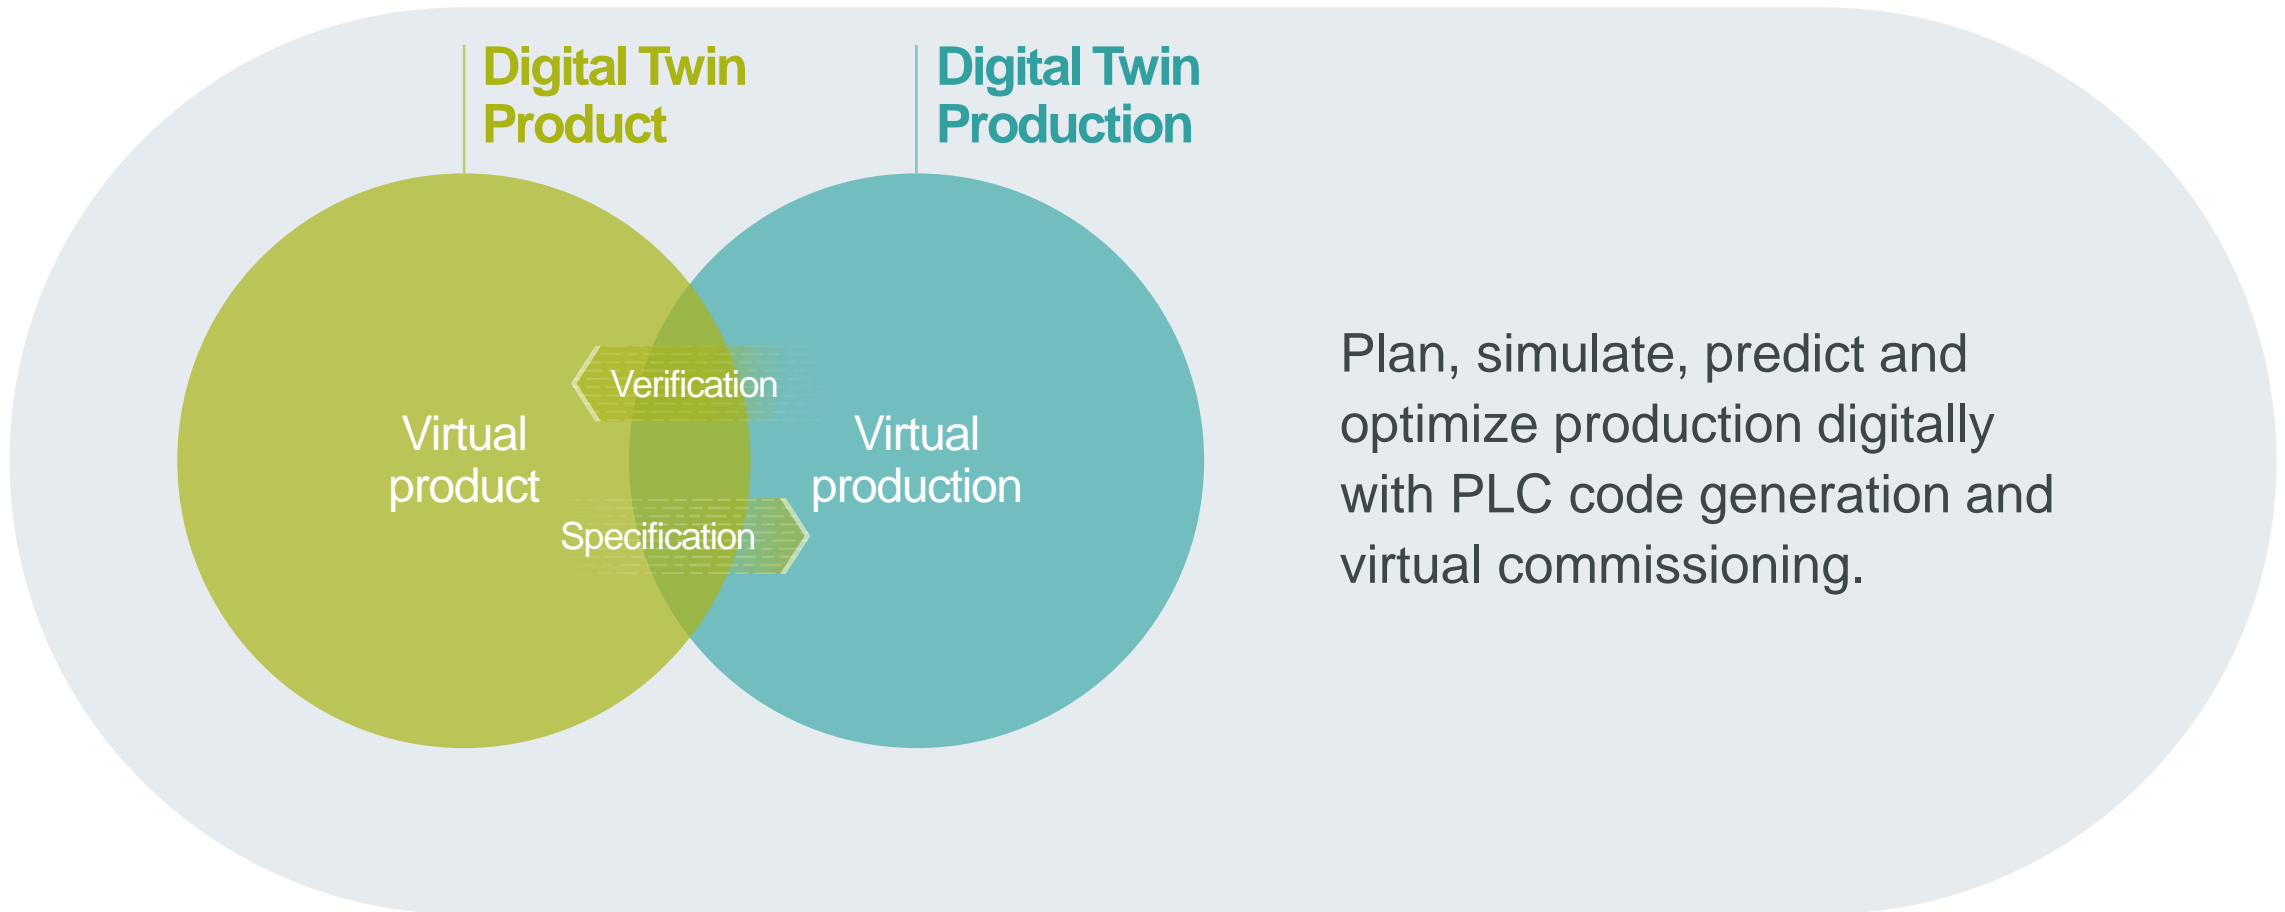 Digital Twin
Product
Digital Twin
Production
Verification
Virtual
product
Virtual
production
Specification
Plan, simulate, predict and
optimize production digitally
with PLC code generation and
virtual commissioning.